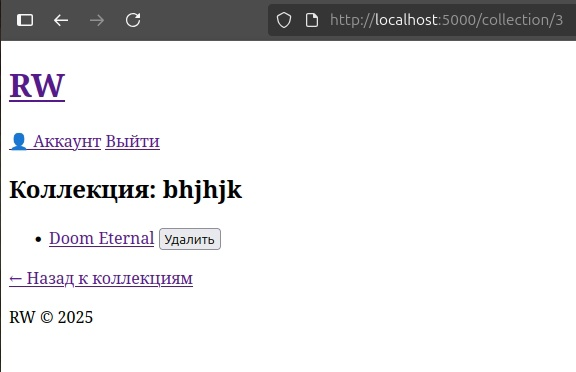 http://localhost:5000/collection/3
RW
👤 Аккаунт Выйти
Коллекция: bhjhjk
• Doom Eternal Удалить
← Назад к коллекциям
RW © 2025